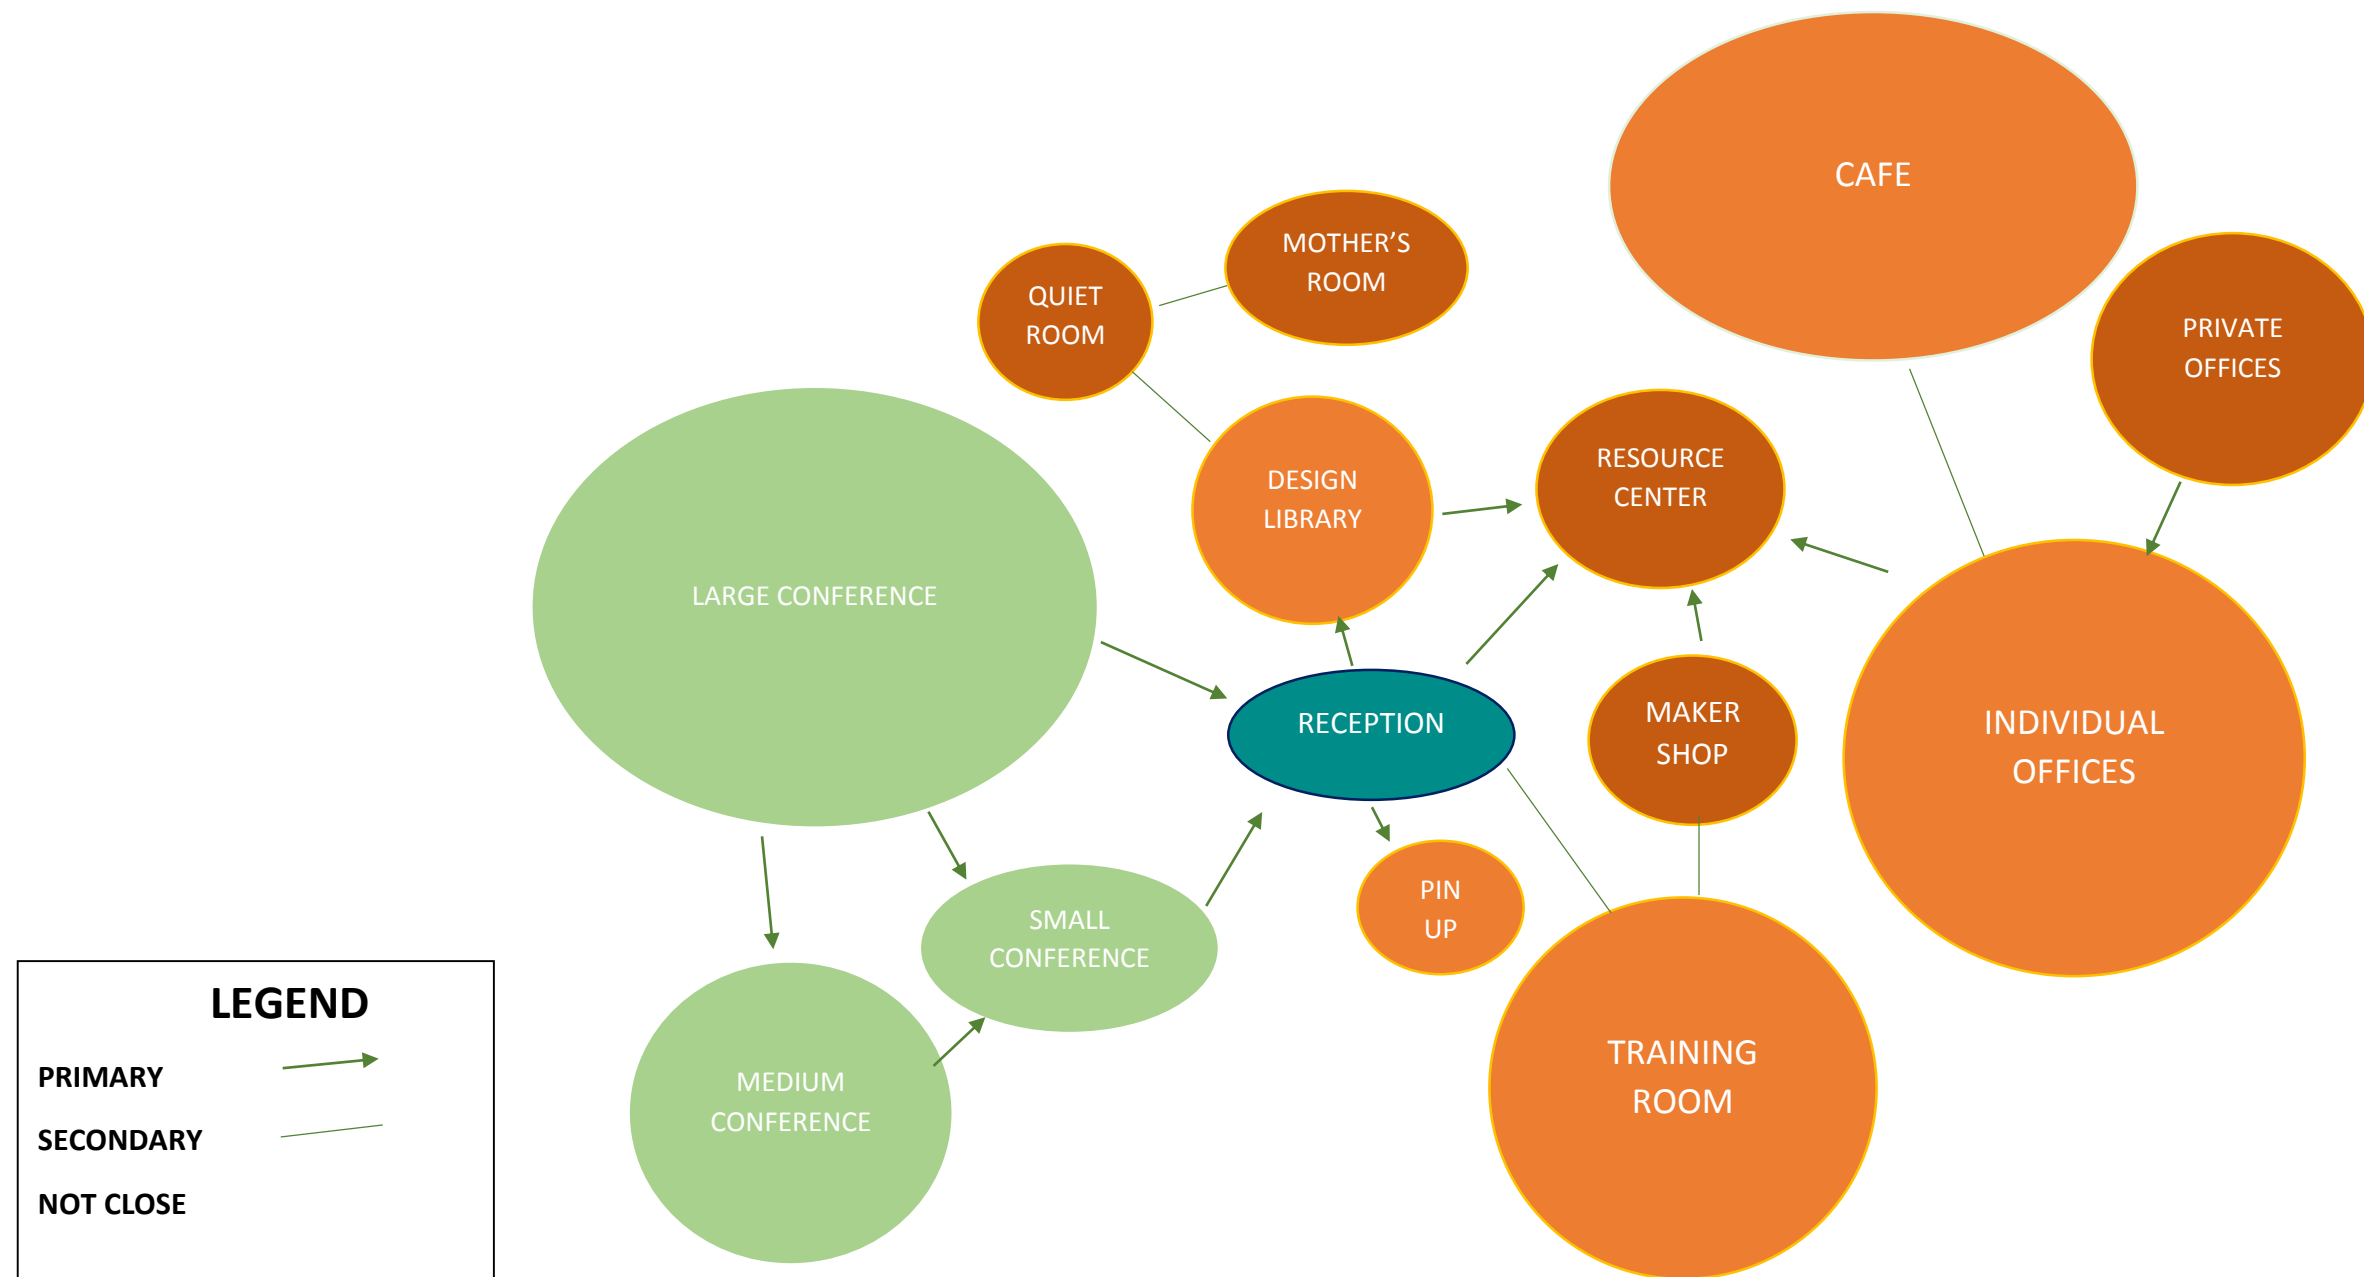 CAFE
MOTHER’S
ROOM
QUIET
ROOM
PRIVATE
OFFICES
RESOURCE
CENTER
DESIGN
LIBRARY
LARGE CONFERENCE
RECEPTION
MAKER
SHOP
INDIVIDUAL
OFFICES
PIN
UP
SMALL
CONFERENCE
MEDIUM
CONFERENCE
TRAINING
ROOM
LEGEND
PRIMARY
SECONDARY
NOT CLOSE